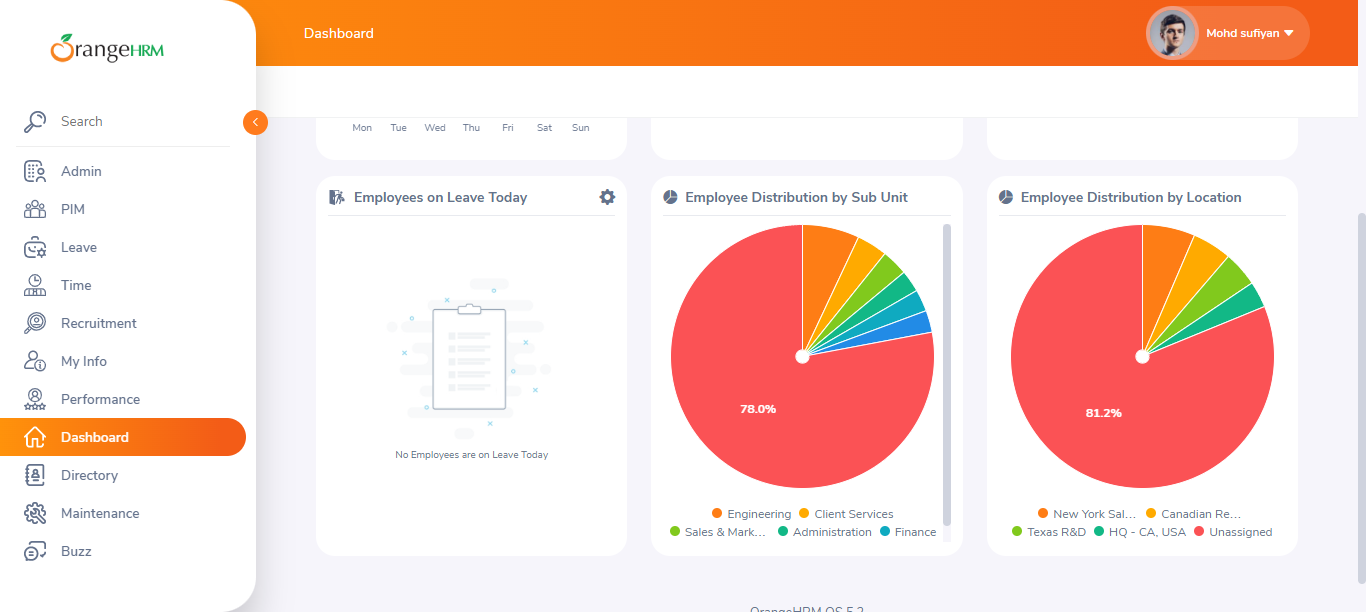 OrangeHRM
Dashboard
Mohd sufiyan
Search
Admin
PIM
Leave
Time
Recruitment
My Info
Performance
Dashboard
Directory
Maintenance
Buzz
Mon Tue Wed Thu Fri Sat Sun
Employees on Leave Today
No Employees are on Leave Today
Employee Distribution by Sub Unit
78.0%
Engineering Client Services
Sales & Mark... Administration Finance
Employee Distribution by Location
81.2%
New York Sal... Canadian Re...
Texas R&D HQ - CA, USA Unassigned
OrangeHRM OS 5.2